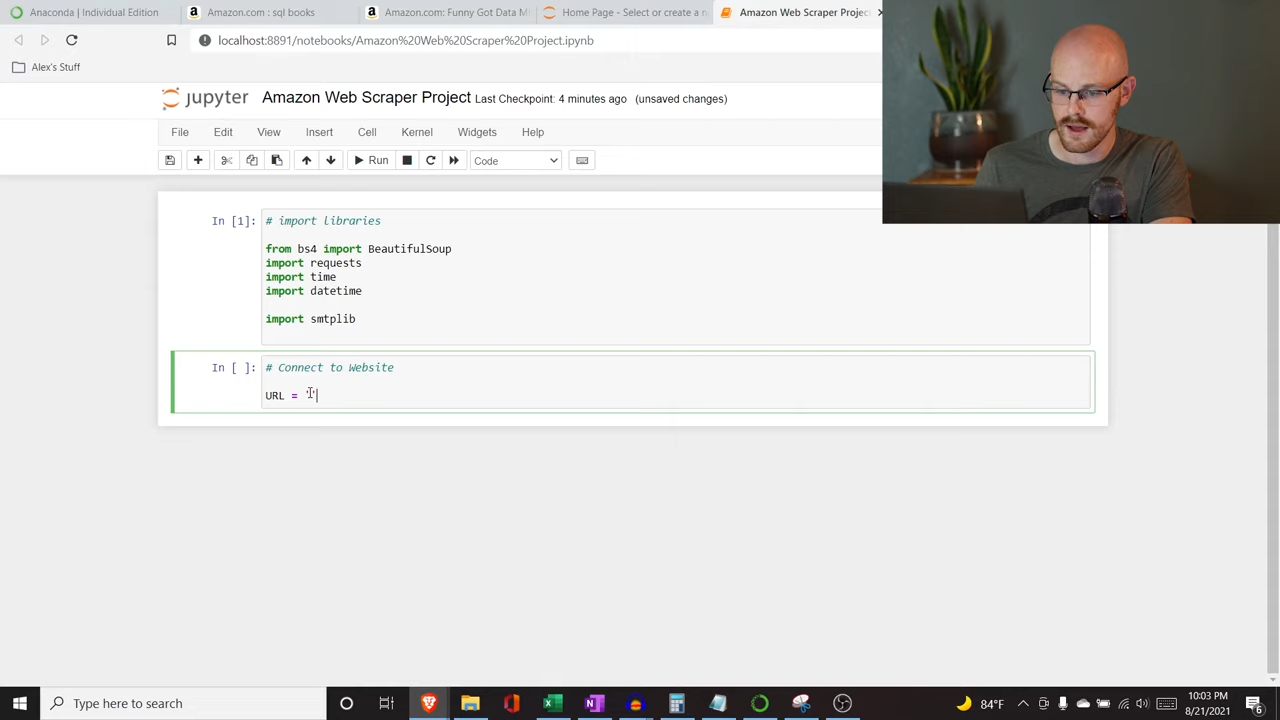 Anaconda | Individual Edition
Amazon.com : sql books
Amazon.com: Funny Got Data MI
Home Page - Select or create a n
Amazon Web Scraper Projec
localhost:8891/notebooks/Amazon%20Web%20Scraper%20Project.ipynb
Alex's Stuff
jupyter Amazon Web Scraper Project Last Checkpoint: 4 minutes ago (unsaved changes)
File Edit View Insert Cell Kernel Widgets Help
Run Code
In [1]: # import libraries
from bs4 import BeautifulSoup
import requests
import time
import datetime
import smtplib
In [ ]: # Connect to Website
URL = '
Type here to search
84°F
10:03 PM
8/21/2021
6